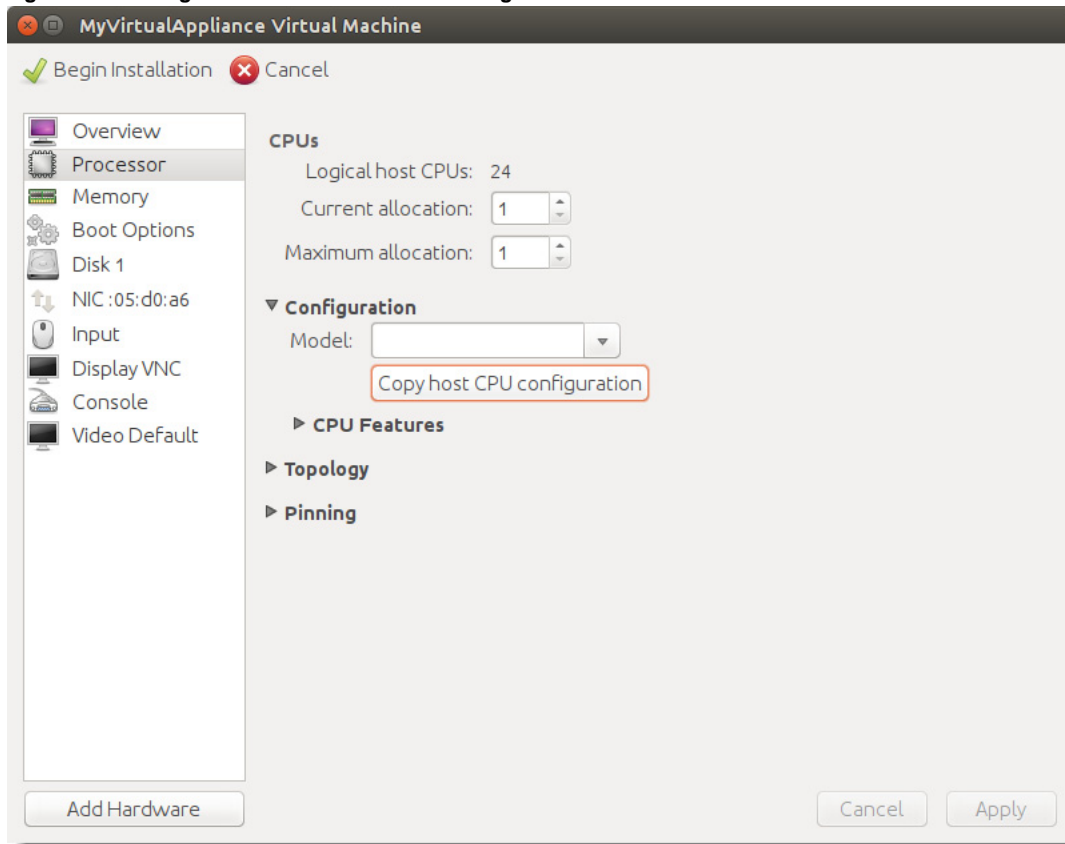 MyVirtualAppliance Virtual Machine
Begin Installation Cancel
Overview
Processor
Memory
Boot Options
Disk 1
NIC :05:d0:a6
Input
Display VNC
Console
Video Default
Add Hardware
CPUs
Logical host CPUs: 24
Current allocation: 1
Maximum allocation: 1
Configuration
Model:
Copy host CPU configuration
CPU Features
Topology
Pinning
Cancel Apply